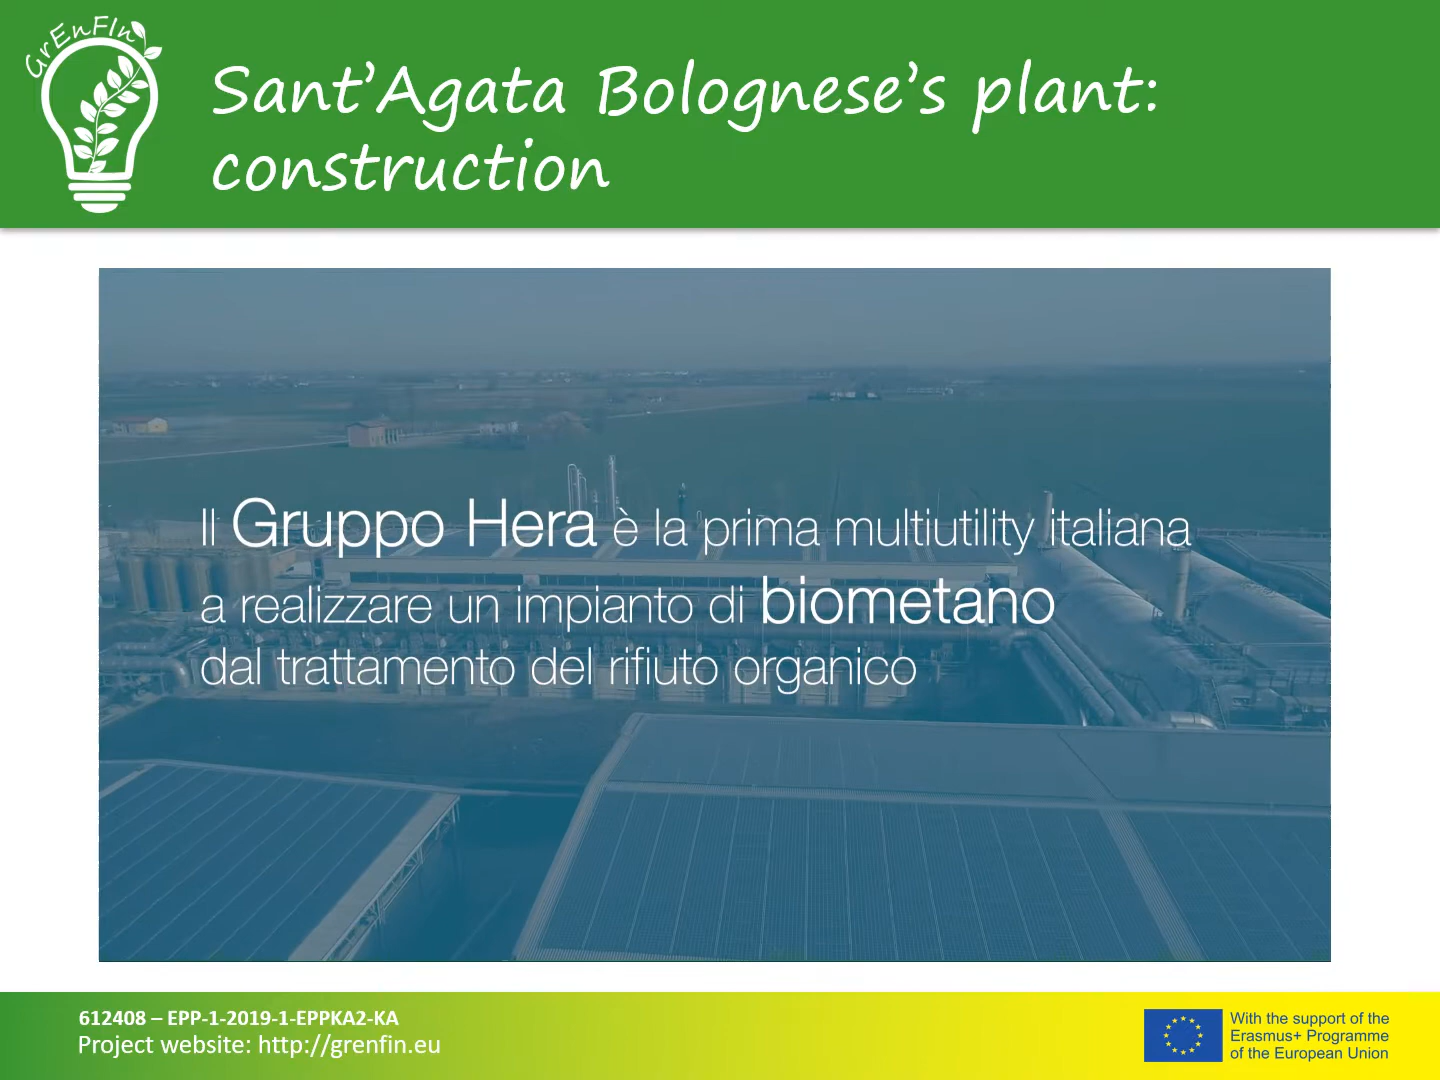 GrEnFIn
Sant’Agata Bolognese’s plant:
construction
Il Gruppo Hera è la prima multiutility italiana
a realizzare un impianto di biometano
dal trattamento del rifiuto organico
612408 – EPP-1-2019-1-EPPKA2-KA
Project website: http://grenfin.eu
With the support of the
Erasmus+ Programme
of the European Union